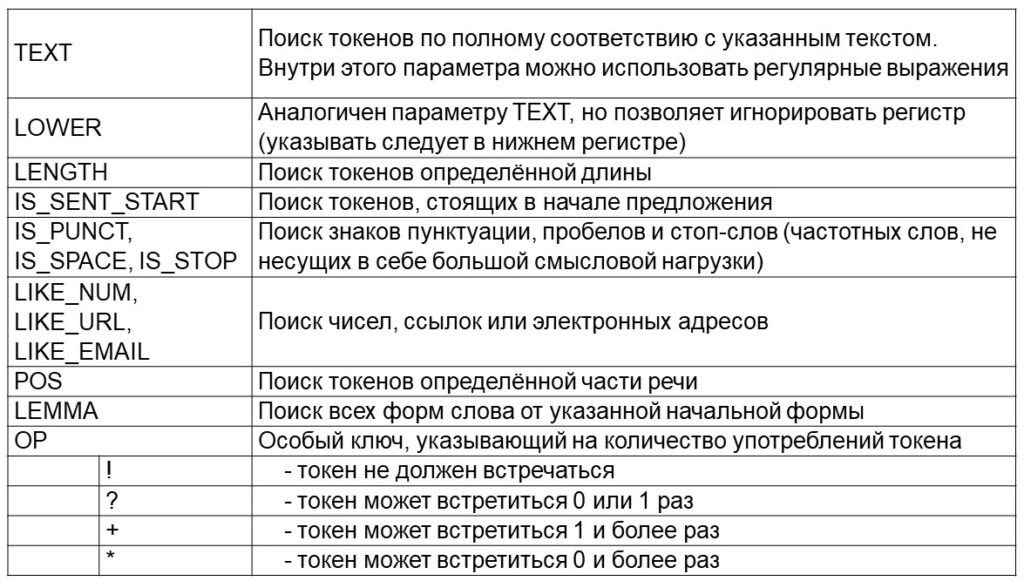 TEXT
Поиск токенов по полному соответствию с указанным текстом.
Внутри этого параметра можно использовать регулярные выражения
LOWER
Аналогичен параметру TEXT, но позволяет игнорировать регистр
(указывать следует в нижнем регистре)
LENGTH
Поиск токенов определённой длины
IS_SENT_START
Поиск токенов, стоящих в начале предложения
IS_PUNCT,
IS_SPACE, IS_STOP
Поиск знаков пунктуации, пробелов и стоп-слов (частотных слов, не
несущих в себе большой смысловой нагрузки)
LIKE_NUM,
LIKE_URL,
LIKE_EMAIL
Поиск чисел, ссылок или электронных адресов
POS
Поиск токенов определённой части речи
LEMMA
Поиск всех форм слова от указанной начальной формы
OP
Особый ключ, указывающий на количество употреблений токена
!
- токен не должен встречаться
?
- токен может встретиться 0 или 1 раз
+
- токен может встретиться 1 и более раз
*
- токен может встретиться 0 и более раз